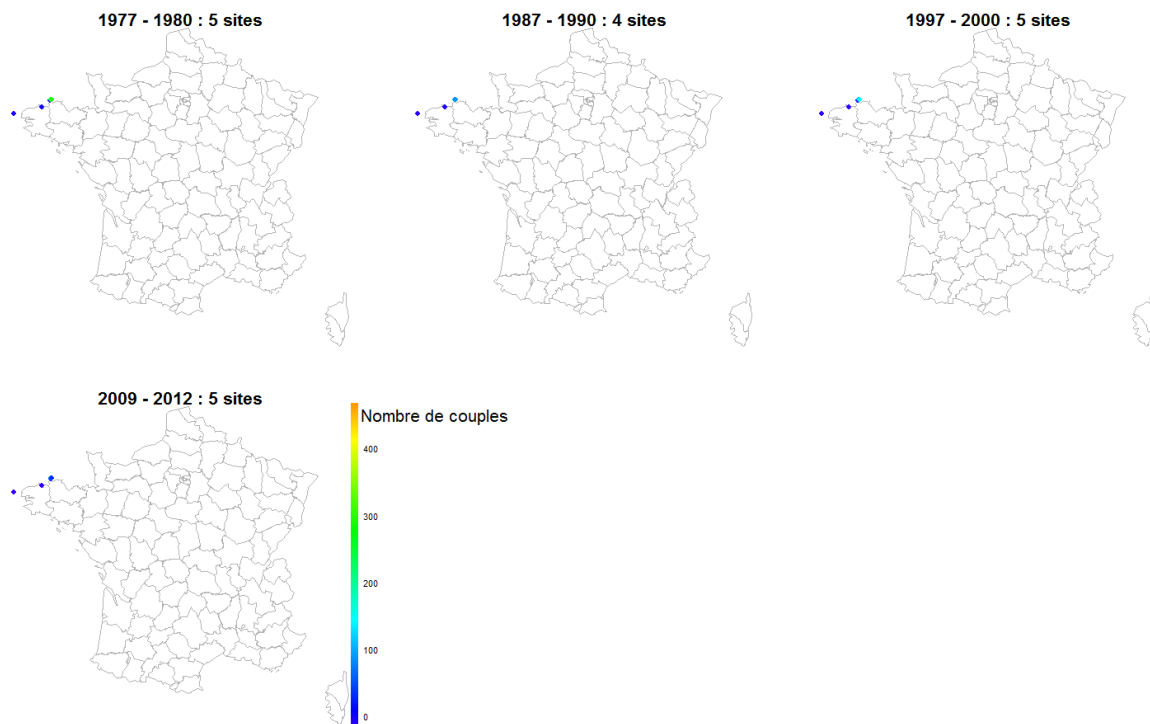 1977 - 1980 : 5 sites
1987 - 1990 : 4 sites
1997 - 2000 : 5 sites
2009 - 2012 : 5 sites
Nombre de couples
400
300
200
100
0